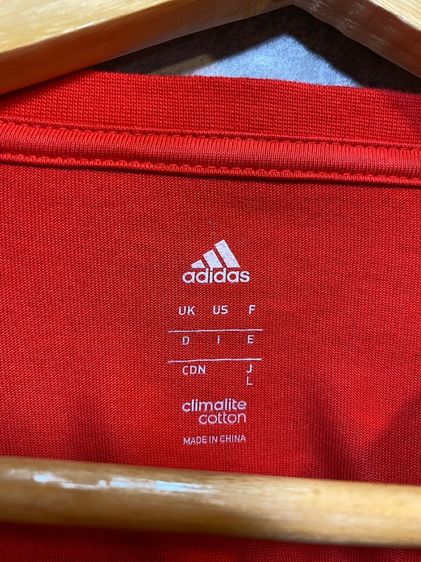 adidas
UK US F
D I E
CDN J
L
climalite
cotton
MADE IN CHINA